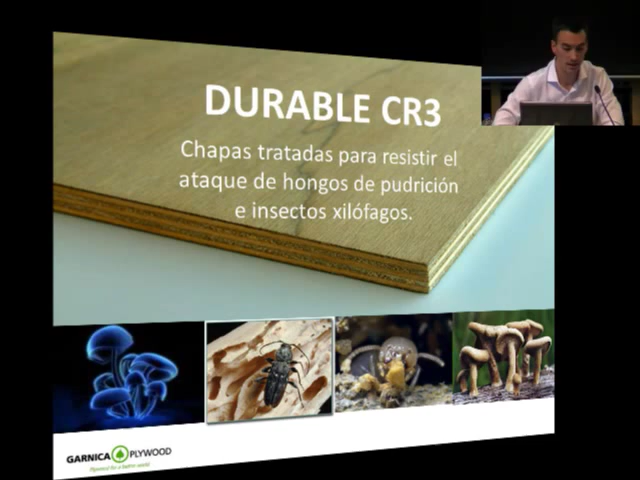 DURABLE CR3
Chapas tratadas para resistir el
ataque de hongos de pudrición
e insectos xilófagos.
GARNICA PLYWOOD
Plywood for a better world